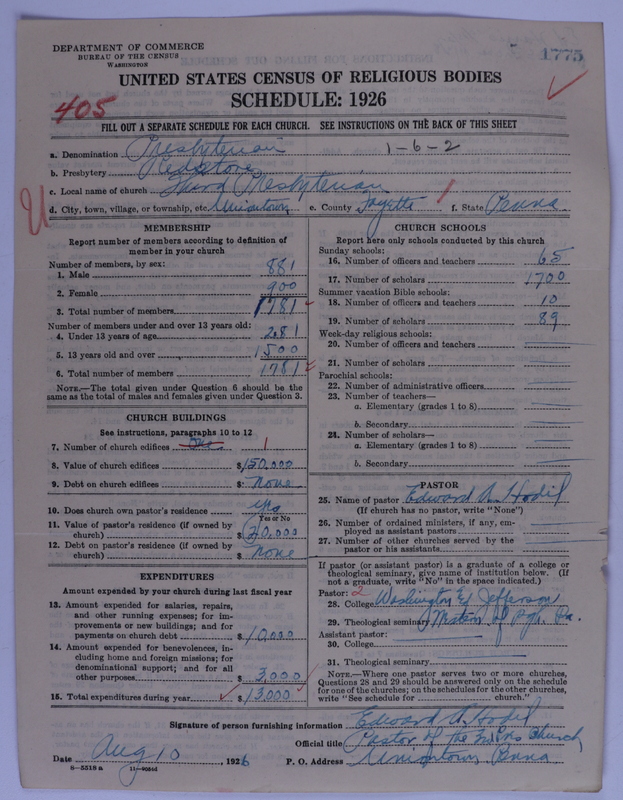 1775
DEPARTMENT OF COMMERCE
BUREAU OF THE CENSUS
WASHINGTON
UNITED STATES CENSUS OF RELIGIOUS BODIES
SCHEDULE: 1926
405
FILL OUT A SEPARATE SCHEDULE FOR EACH CHURCH. SEE INSTRUCTIONS ON THE BACK OF THIS SHEET
a. Denomination Presbyterian 1-6-2
b. Presbytery Redstone
c. Local name of church Third Presbyterian
d. City, town, village, or township, etc. Uniontown e. County Fayette f. State Penna
MEMBERSHIP
Report number of members according to definition of member in your church
Number of members, by sex:
1. Male 881
2. Female 900
3. Total number of members 1781
Number of members under and over 13 years old:
4. Under 13 years of age 281
5. 13 years old and over 1500
6. Total number of members 1781
NOTE.—The total given under Question 6 should be the same as the total of males and females given under Question 3.
CHURCH BUILDINGS
See instructions, paragraphs 10 to 12
7. Number of church edifices One 1
8. Value of church edifices $150.000
9. Debt on church edifices $ none
10. Does church own pastor's residence yes
Yes or No
11. Value of pastor's residence (if owned by church) $20.000
12. Debt on pastor's residence (if owned by church) $ none
EXPENDITURES
Amount expended by your church during last fiscal year
13. Amount expended for salaries, repairs, and other running expenses; for improvements or new buildings; and for payments on church debt $10,000
14. Amount expended for benevolences, including home and foreign missions; for denominational support; and for all other purposes $3,000
15. Total expenditures during year $13,000
CHURCH SCHOOLS
Report here only schools conducted by this church
Sunday schools:
16. Number of officers and teachers 65
17. Number of scholars 1700
Summer vacation Bible schools:
18. Number of officers and teachers 10
19. Number of scholars 89
Week-day religious schools:
20. Number of officers and teachers
21. Number of scholars
Parochial schools:
22. Number of administrative officers
23. Number of teachers—
a. Elementary (grades 1 to 8)
b. Secondary
24. Number of scholars—
a. Elementary (grades 1 to 8)
b. Secondary
PASTOR
25. Name of pastor Edward A. Hodil
(If church has no pastor, write "None")
26. Number of ordained ministers, if any, employed as assistant pastors
27. Number of other churches served by the pastor or his assistants
If pastor (or assistant pastor) is a graduate of a college or theological seminary, give name of institution below. (If not a graduate, write "No" in the space indicated.)
Pastor: 2
28. College Washington & Jefferson
29. Theological seminary Western of Pgh. Pa.
Assistant pastor:
30. College
31. Theological seminary
NOTE.—Where one pastor serves two or more churches, Questions 28 and 29 should be answered only on the schedule for one of the churches; on the schedules for the other churches, write "See schedule for church."
Signature of person furnishing information Edward A. Hodil
Official title Pastor of the 3rd Pres Church
Date Aug 10, 1926 P. O. Address Uniontown, Penna
8-5518 a